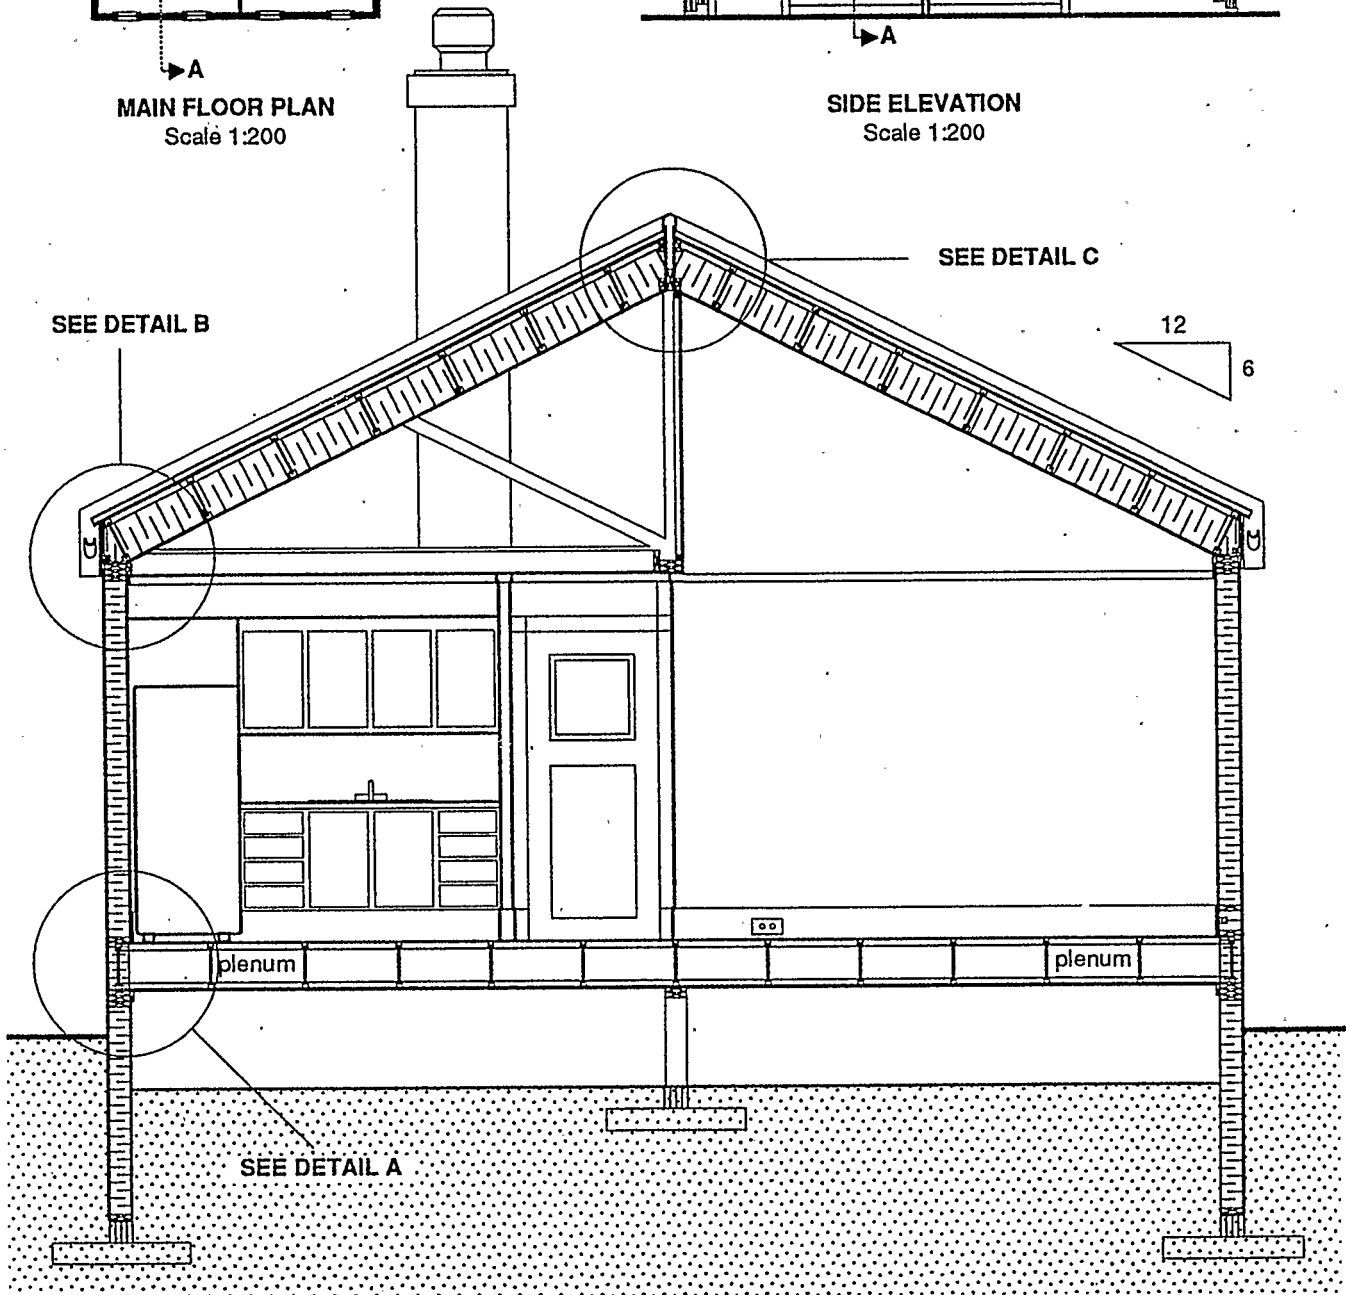 A
A
MAIN FLOOR PLAN
Scale 1:200
SIDE ELEVATION
Scale 1:200
SEE DETAIL C
SEE DETAIL B
12
6
plenum
plenum
SEE DETAIL A